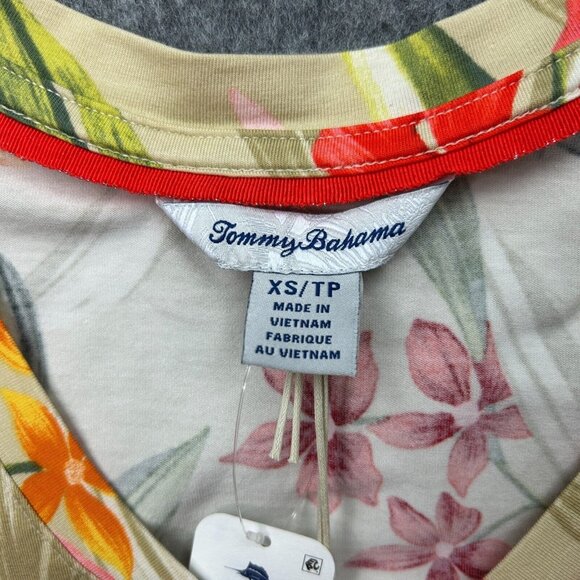 Tommy Bahama
XS/TP
MADE IN
VIETNAM
FABRIQUE
AU VIETNAM